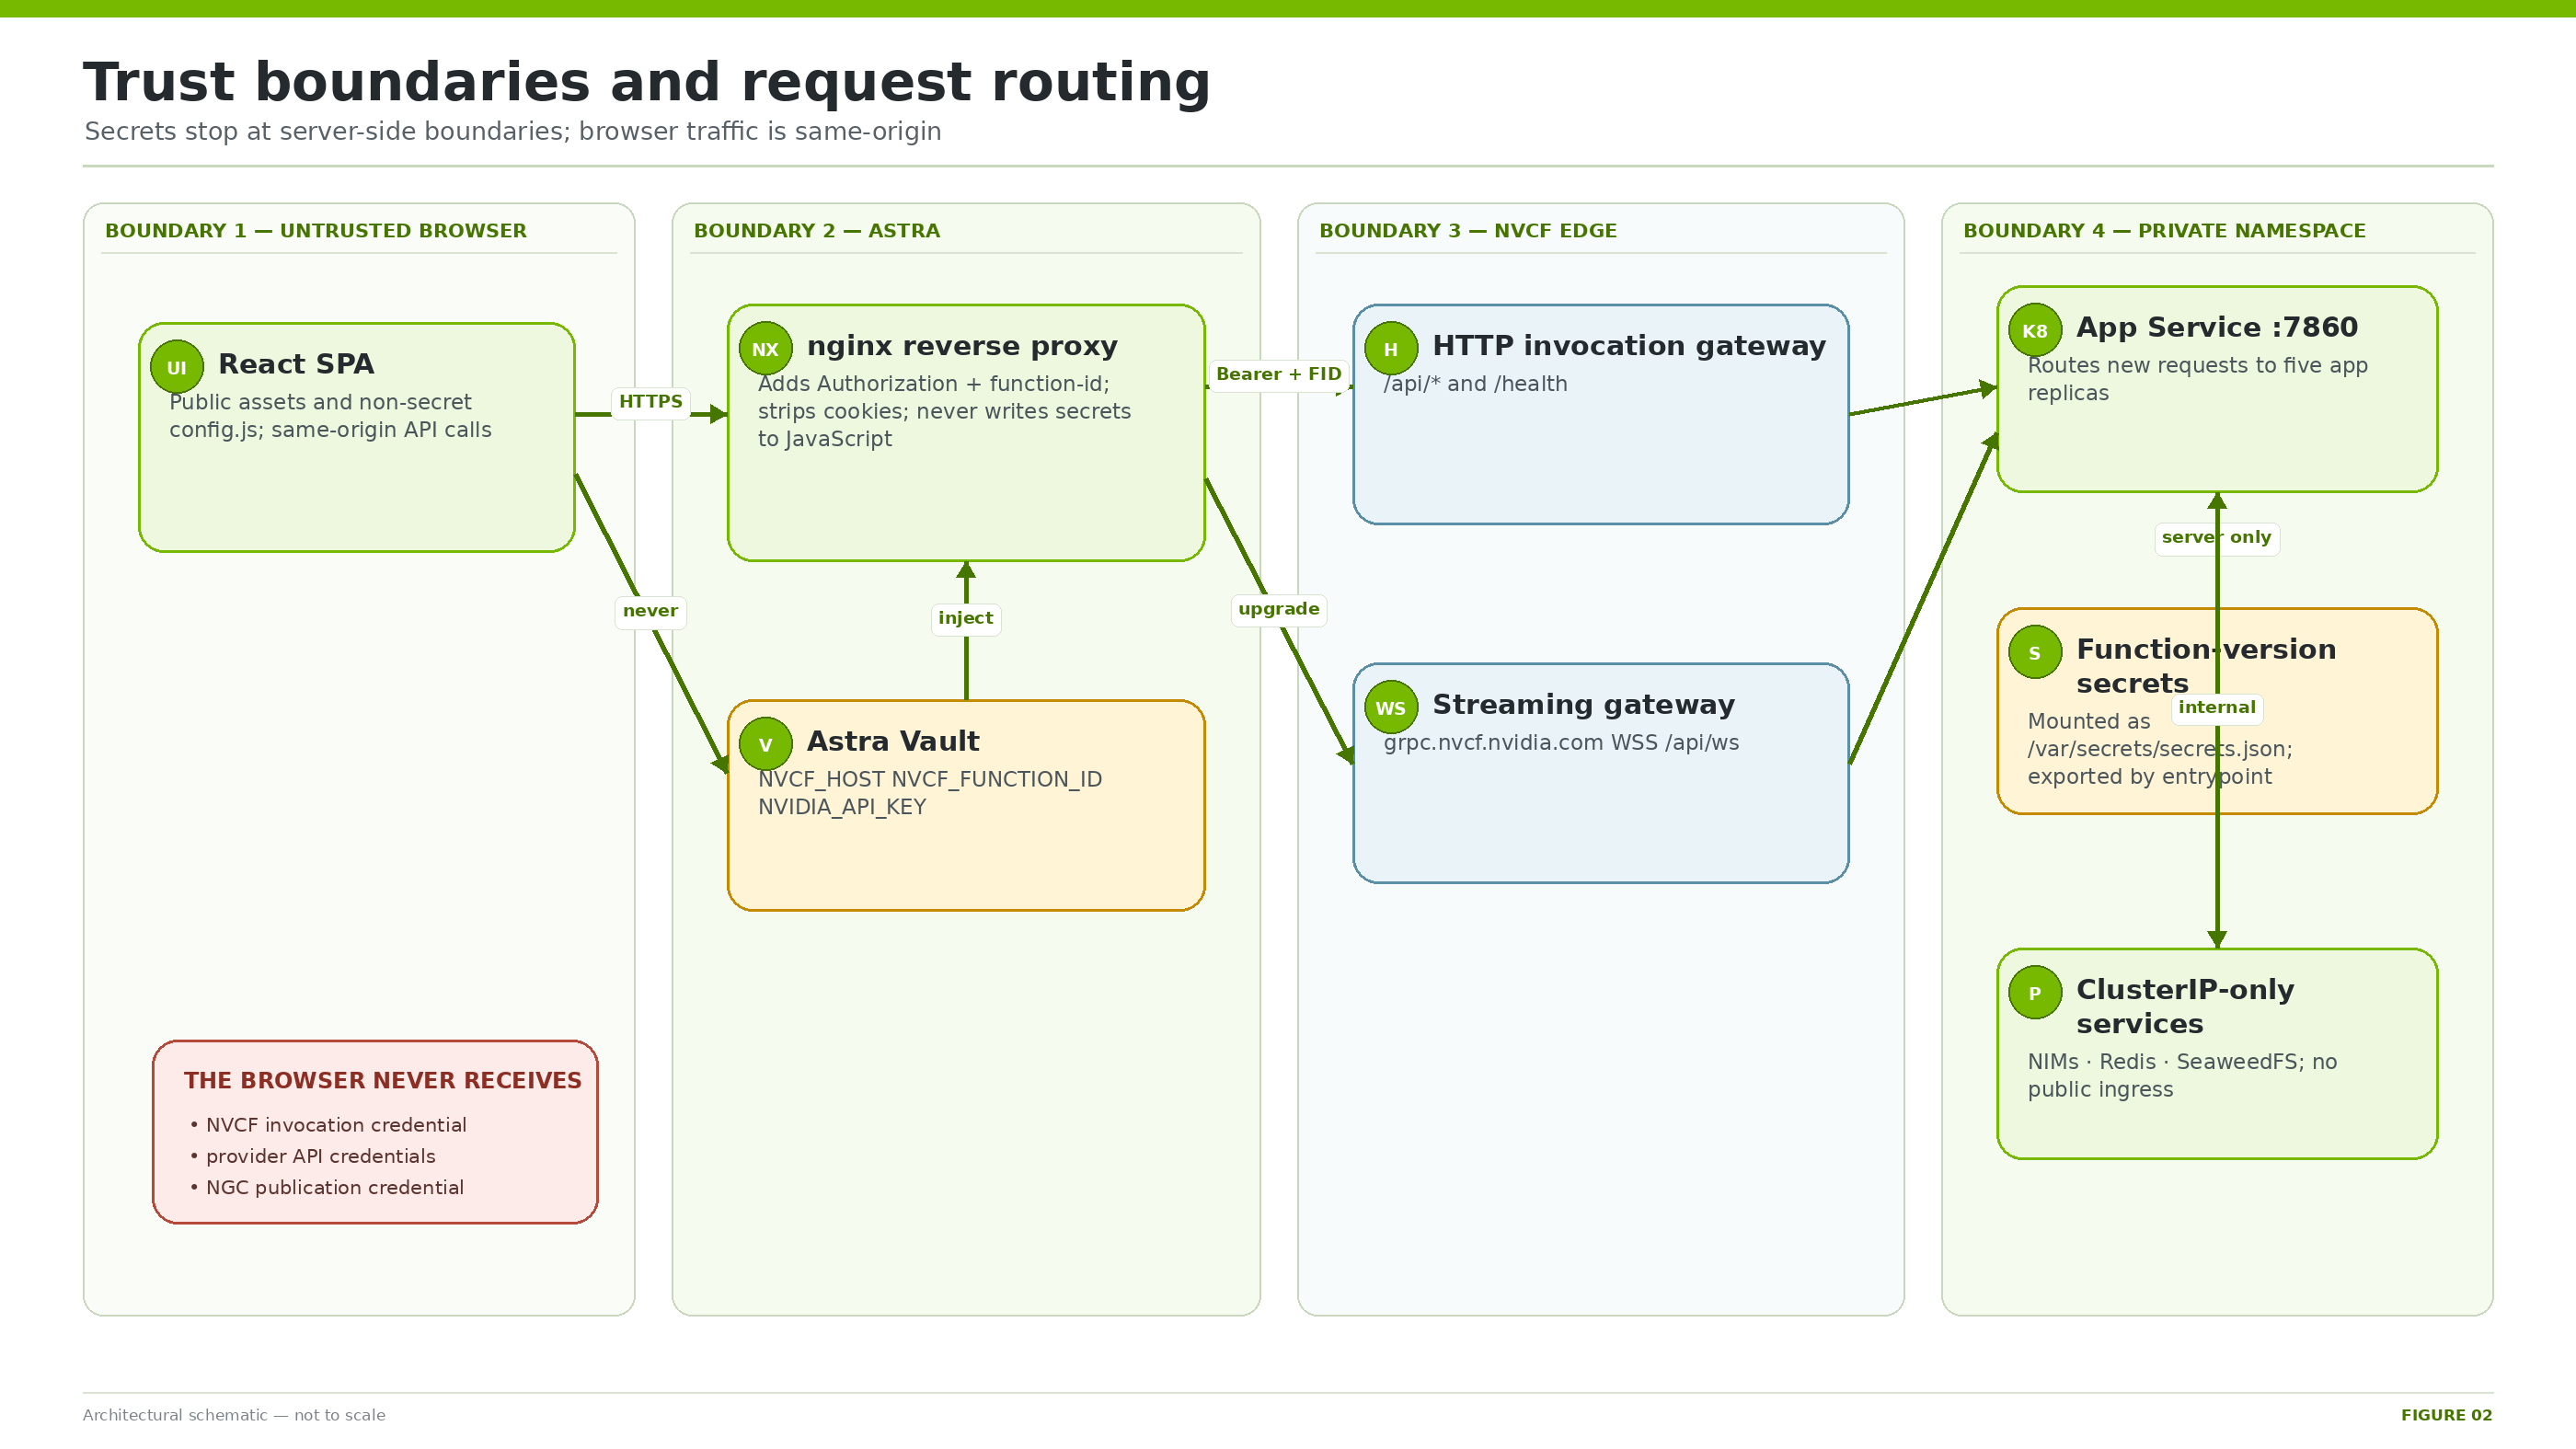 Trust boundaries and request routing
Secrets stop at server-side boundaries; browser traffic is same-origin
BOUNDARY 1 — UNTRUSTED BROWSER
UI
React SPA
Public assets and non-secret
config.js; same-origin API calls
HTTPS
never
THE BROWSER NEVER RECEIVES
• NVCF invocation credential
• provider API credentials
• NGC publication credential
BOUNDARY 2 — ASTRA
NX
nginx reverse proxy
Adds Authorization + function-id;
strips cookies; never writes secrets
to JavaScript
inject
V
Astra Vault
NVCF_HOST NVCF_FUNCTION_ID
NVIDIA_API_KEY
Bearer + FID
upgrade
BOUNDARY 3 — NVCF EDGE
H
HTTP invocation gateway
/api/* and /health
WS
Streaming gateway
grpc.nvcf.nvidia.com WSS /api/ws
BOUNDARY 4 — PRIVATE NAMESPACE
K8
App Service :7860
Routes new requests to five app
replicas
server only
S
Function-version
secrets
internal
Mounted as
/var/secrets/secrets.json;
exported by entrypoint
P
ClusterIP-only
services
NIMs · Redis · SeaweedFS; no
public ingress
Architectural schematic — not to scale
FIGURE 02